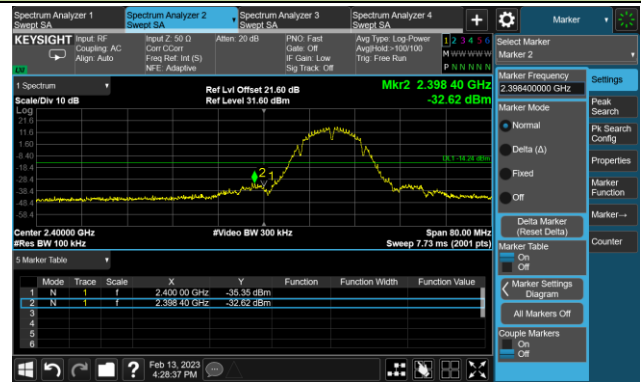 Spectrum Analyzer 1
Swept SA
Spectrum Analyzer 2
Swept SA
Spectrum Analyzer 3
Swept SA
Spectrum Analyzer 4
Swept SA
+
Marker
KEYSIGHT
Input: RF
Coupling: AC
Align: Auto
Input Z: 50 Ω
Corr CCorr
Freq Ref: Int (S)
NFE: Adaptive
Atten: 20 dB
PNO: Fast
Gate: Off
IF Gain: Low
Sig Track: Off
Avg Type: Log-Power
Avg|Hold:>100/100
Trig: Free Run
1 2 3 4 5 6
M W W W W W
P N N N N N
1 Spectrum
Scale/Div 10 dB
Ref Lvl Offset 21.60 dB
Ref Level 31.60 dBm
Mkr2 2.398 40 GHz
-32.62 dBm
Log
21.6
11.6
1.60
-8.40
-18.4
-28.4
-38.4
-48.4
-58.4
DL1 -14.24 dBm
2
1
Center 2.40000 GHz
#Res BW 100 kHz
#Video BW 300 kHz
Span 80.00 MHz
Sweep 7.73 ms (2001 pts)
5 Marker Table
Mode Trace Scale X Y Function Function Width Function Value
1 N 1 f 2.400 00 GHz -35.35 dBm
2 N 1 f 2.398 40 GHz -32.62 dBm
3
4
5
6
Select Marker
Marker 2
Marker Frequency
2.398400000 GHz
Marker Mode
Normal
Delta (Δ)
Fixed
Off
Delta Marker
(Reset Delta)
Marker Table
On
Off
Marker Settings
Diagram
All Markers Off
Couple Markers
On
Off
Settings
Peak
Search
Pk Search
Config
Properties
Marker
Function
Marker→
Counter
?
Feb 13, 2023
4:28:37 PM